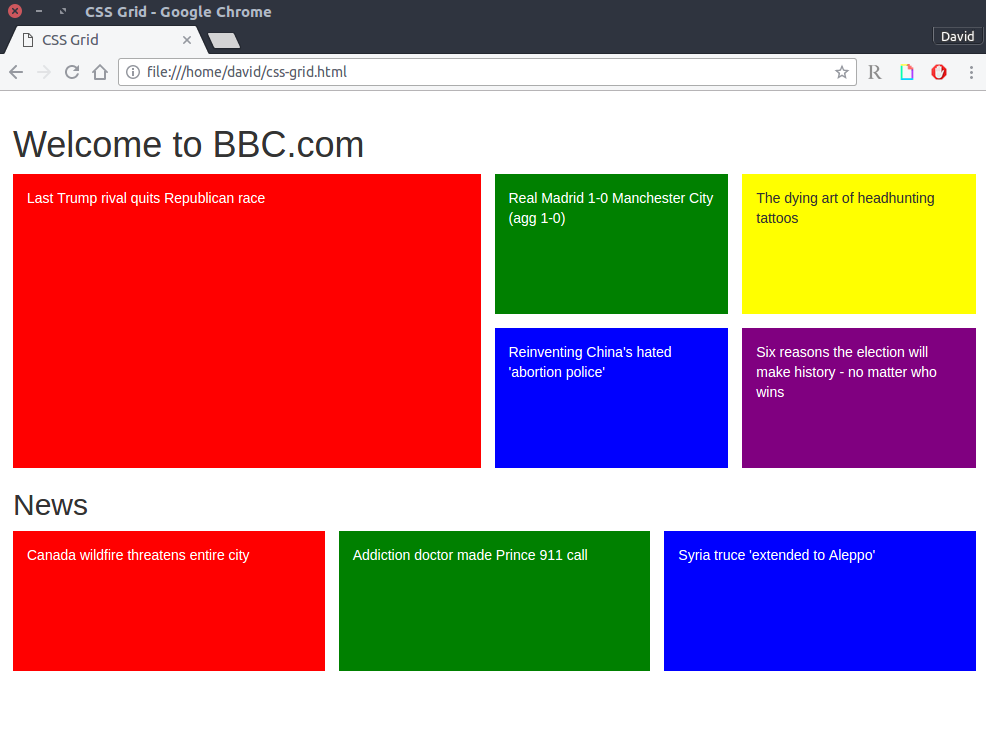 CSS Grid - Google Chrome
CSS Grid
David
file:///home/david/css-grid.html
R
Welcome to BBC.com
Last Trump rival quits Republican race
Real Madrid 1-0 Manchester City
(agg 1-0)
The dying art of headhunting
tattoos
Reinventing China's hated
'abortion police'
Six reasons the election will
make history - no matter who
wins
News
Canada wildfire threatens entire city
Addiction doctor made Prince 911 call
Syria truce 'extended to Aleppo'